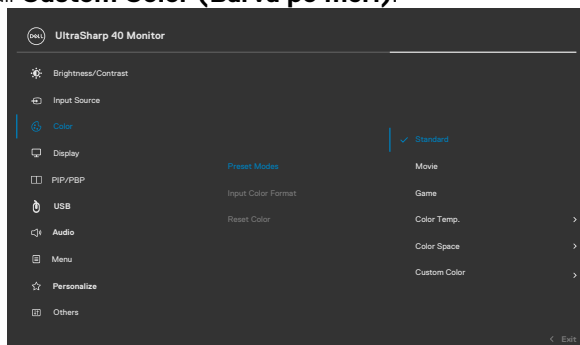 Custom Color (Barva po meri).
DELL UltraSharp 40 Monitor
Brightness/Contrast
Input Source
Color
Display
PIP/PBP
USB
Audio
Menu
Personalize
Others
Preset Modes
Input Color Format
Reset Color
Standard
Movie
Game
Color Temp.
Color Space
Custom Color
Exit